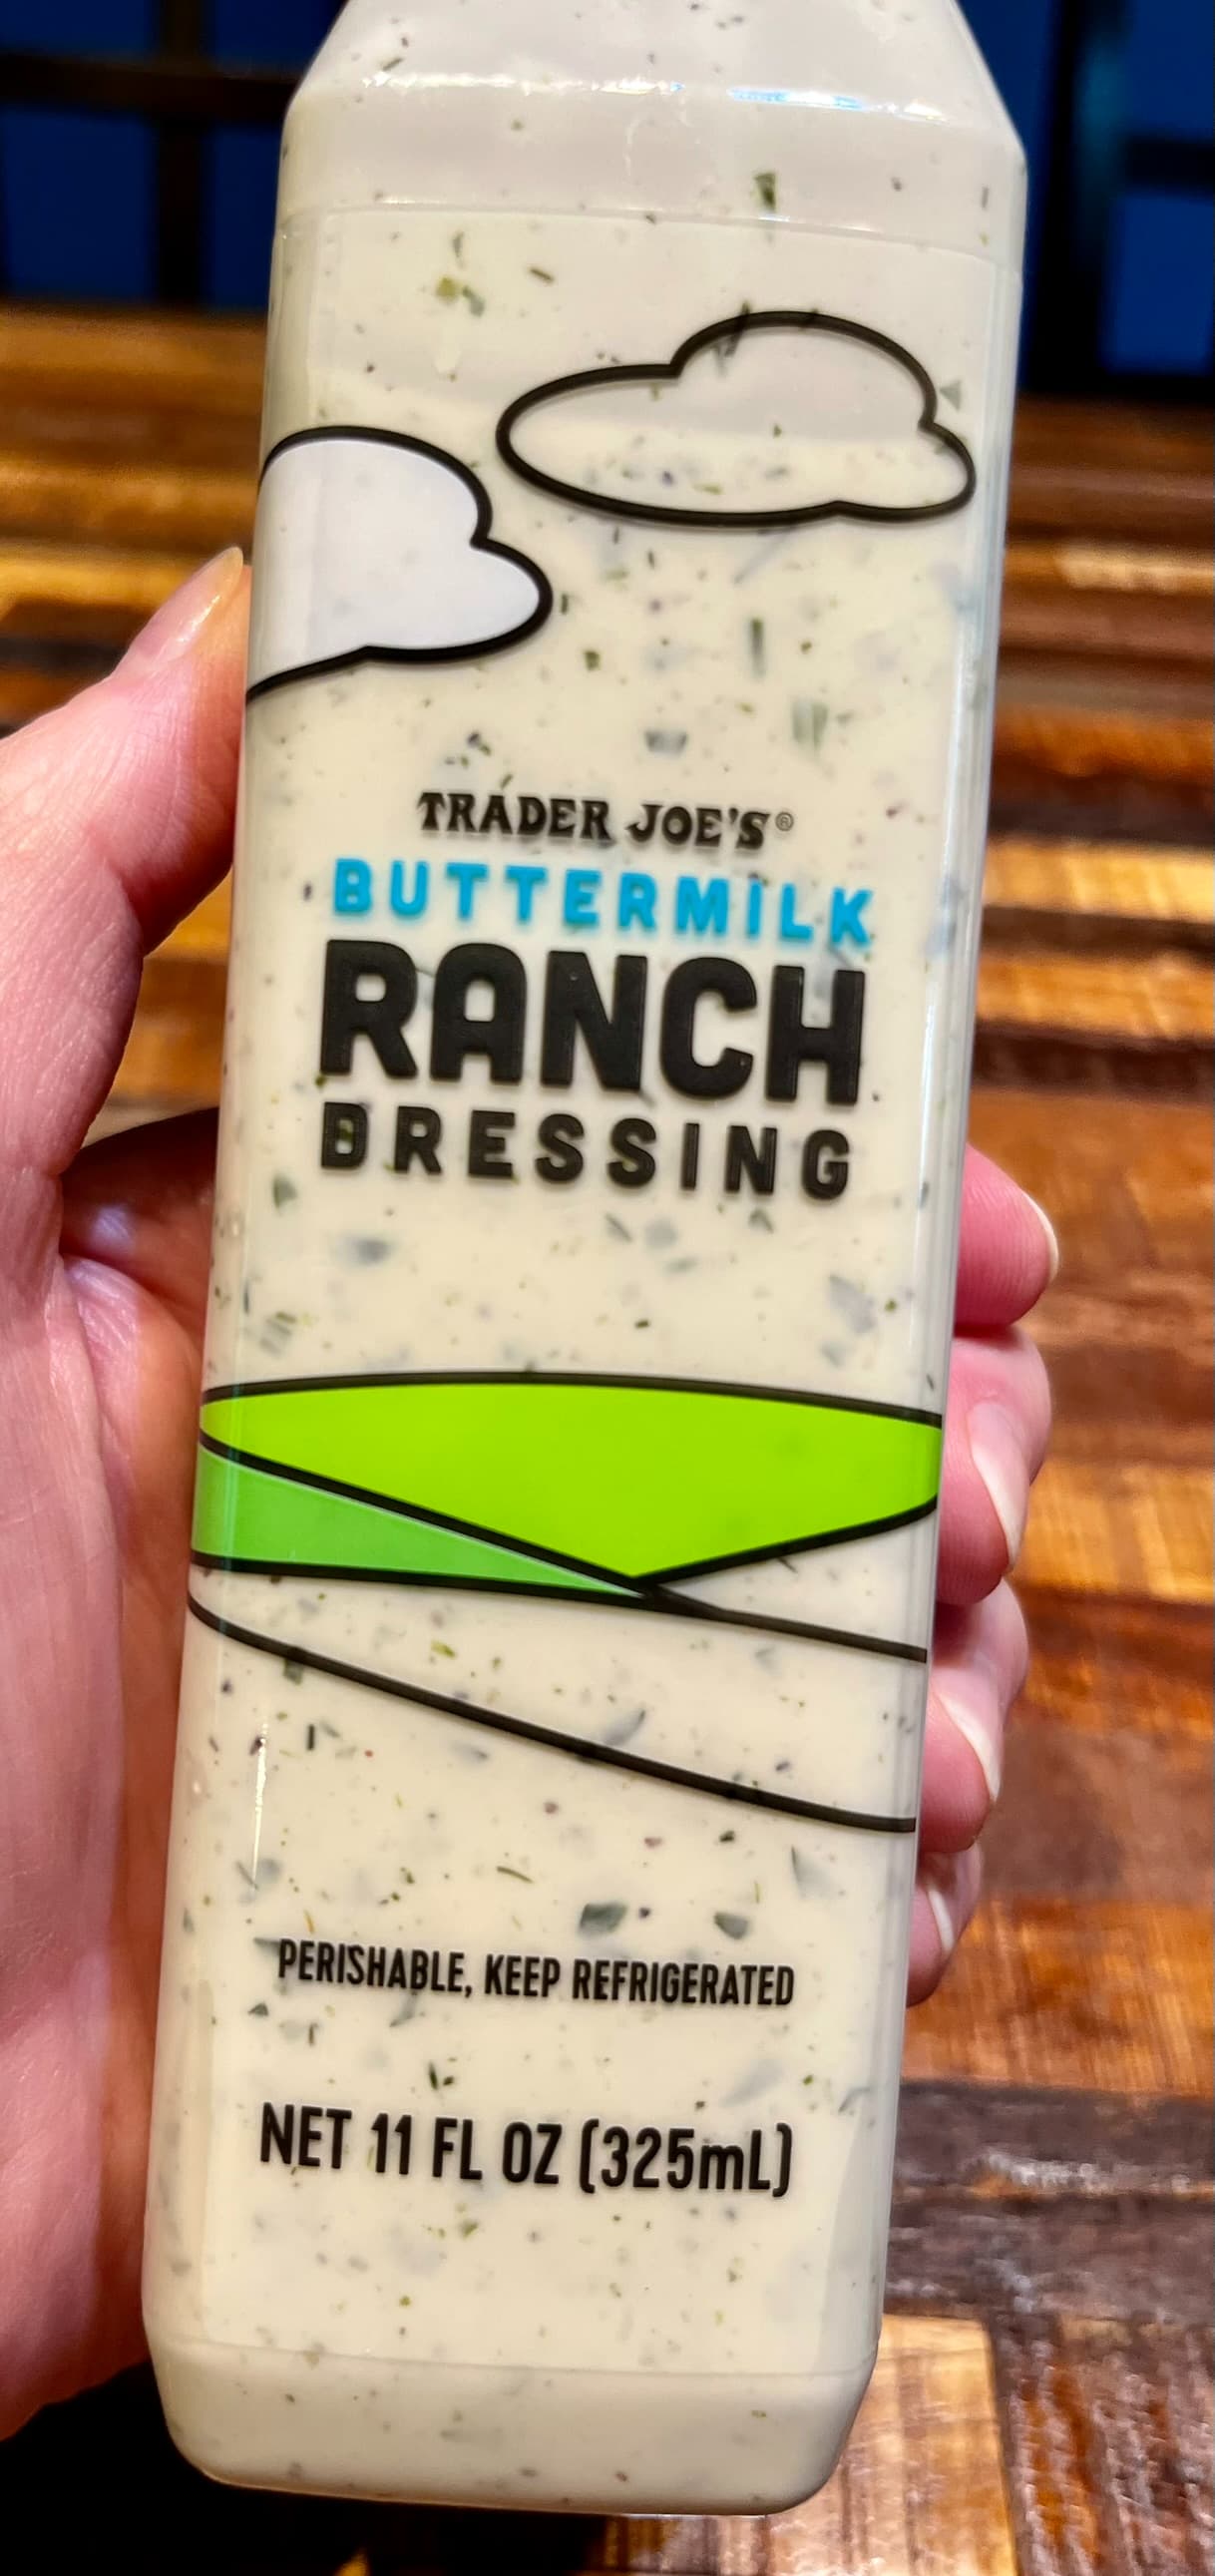 TRADER JOE'S®
BUTTERMILK
RANCH
DRESSING
PERISHABLE, KEEP REFRIGERATED
NET 11 FL OZ (325mL)